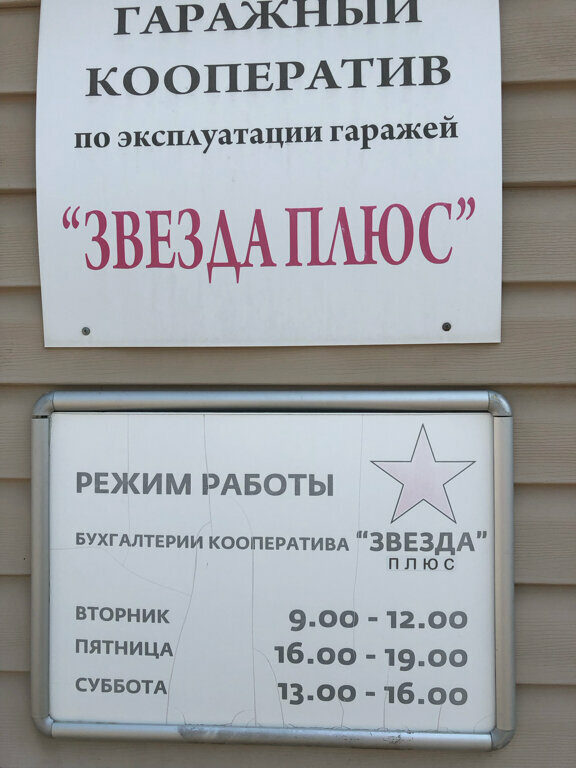 ГАРАЖНЫЙ
КООПЕРАТИВ
по эксплуатации гаражей
“ЗВЕЗДА ПЛЮС”
РЕЖИМ РАБОТЫ
БУХГАЛТЕРИИ КООПЕРАТИВА “ЗВЕЗДА”
ПЛЮС
ВТОРНИК 9.00 - 12.00
ПЯТНИЦА 16.00 - 19.00
СУББОТА 13.00 - 16.00